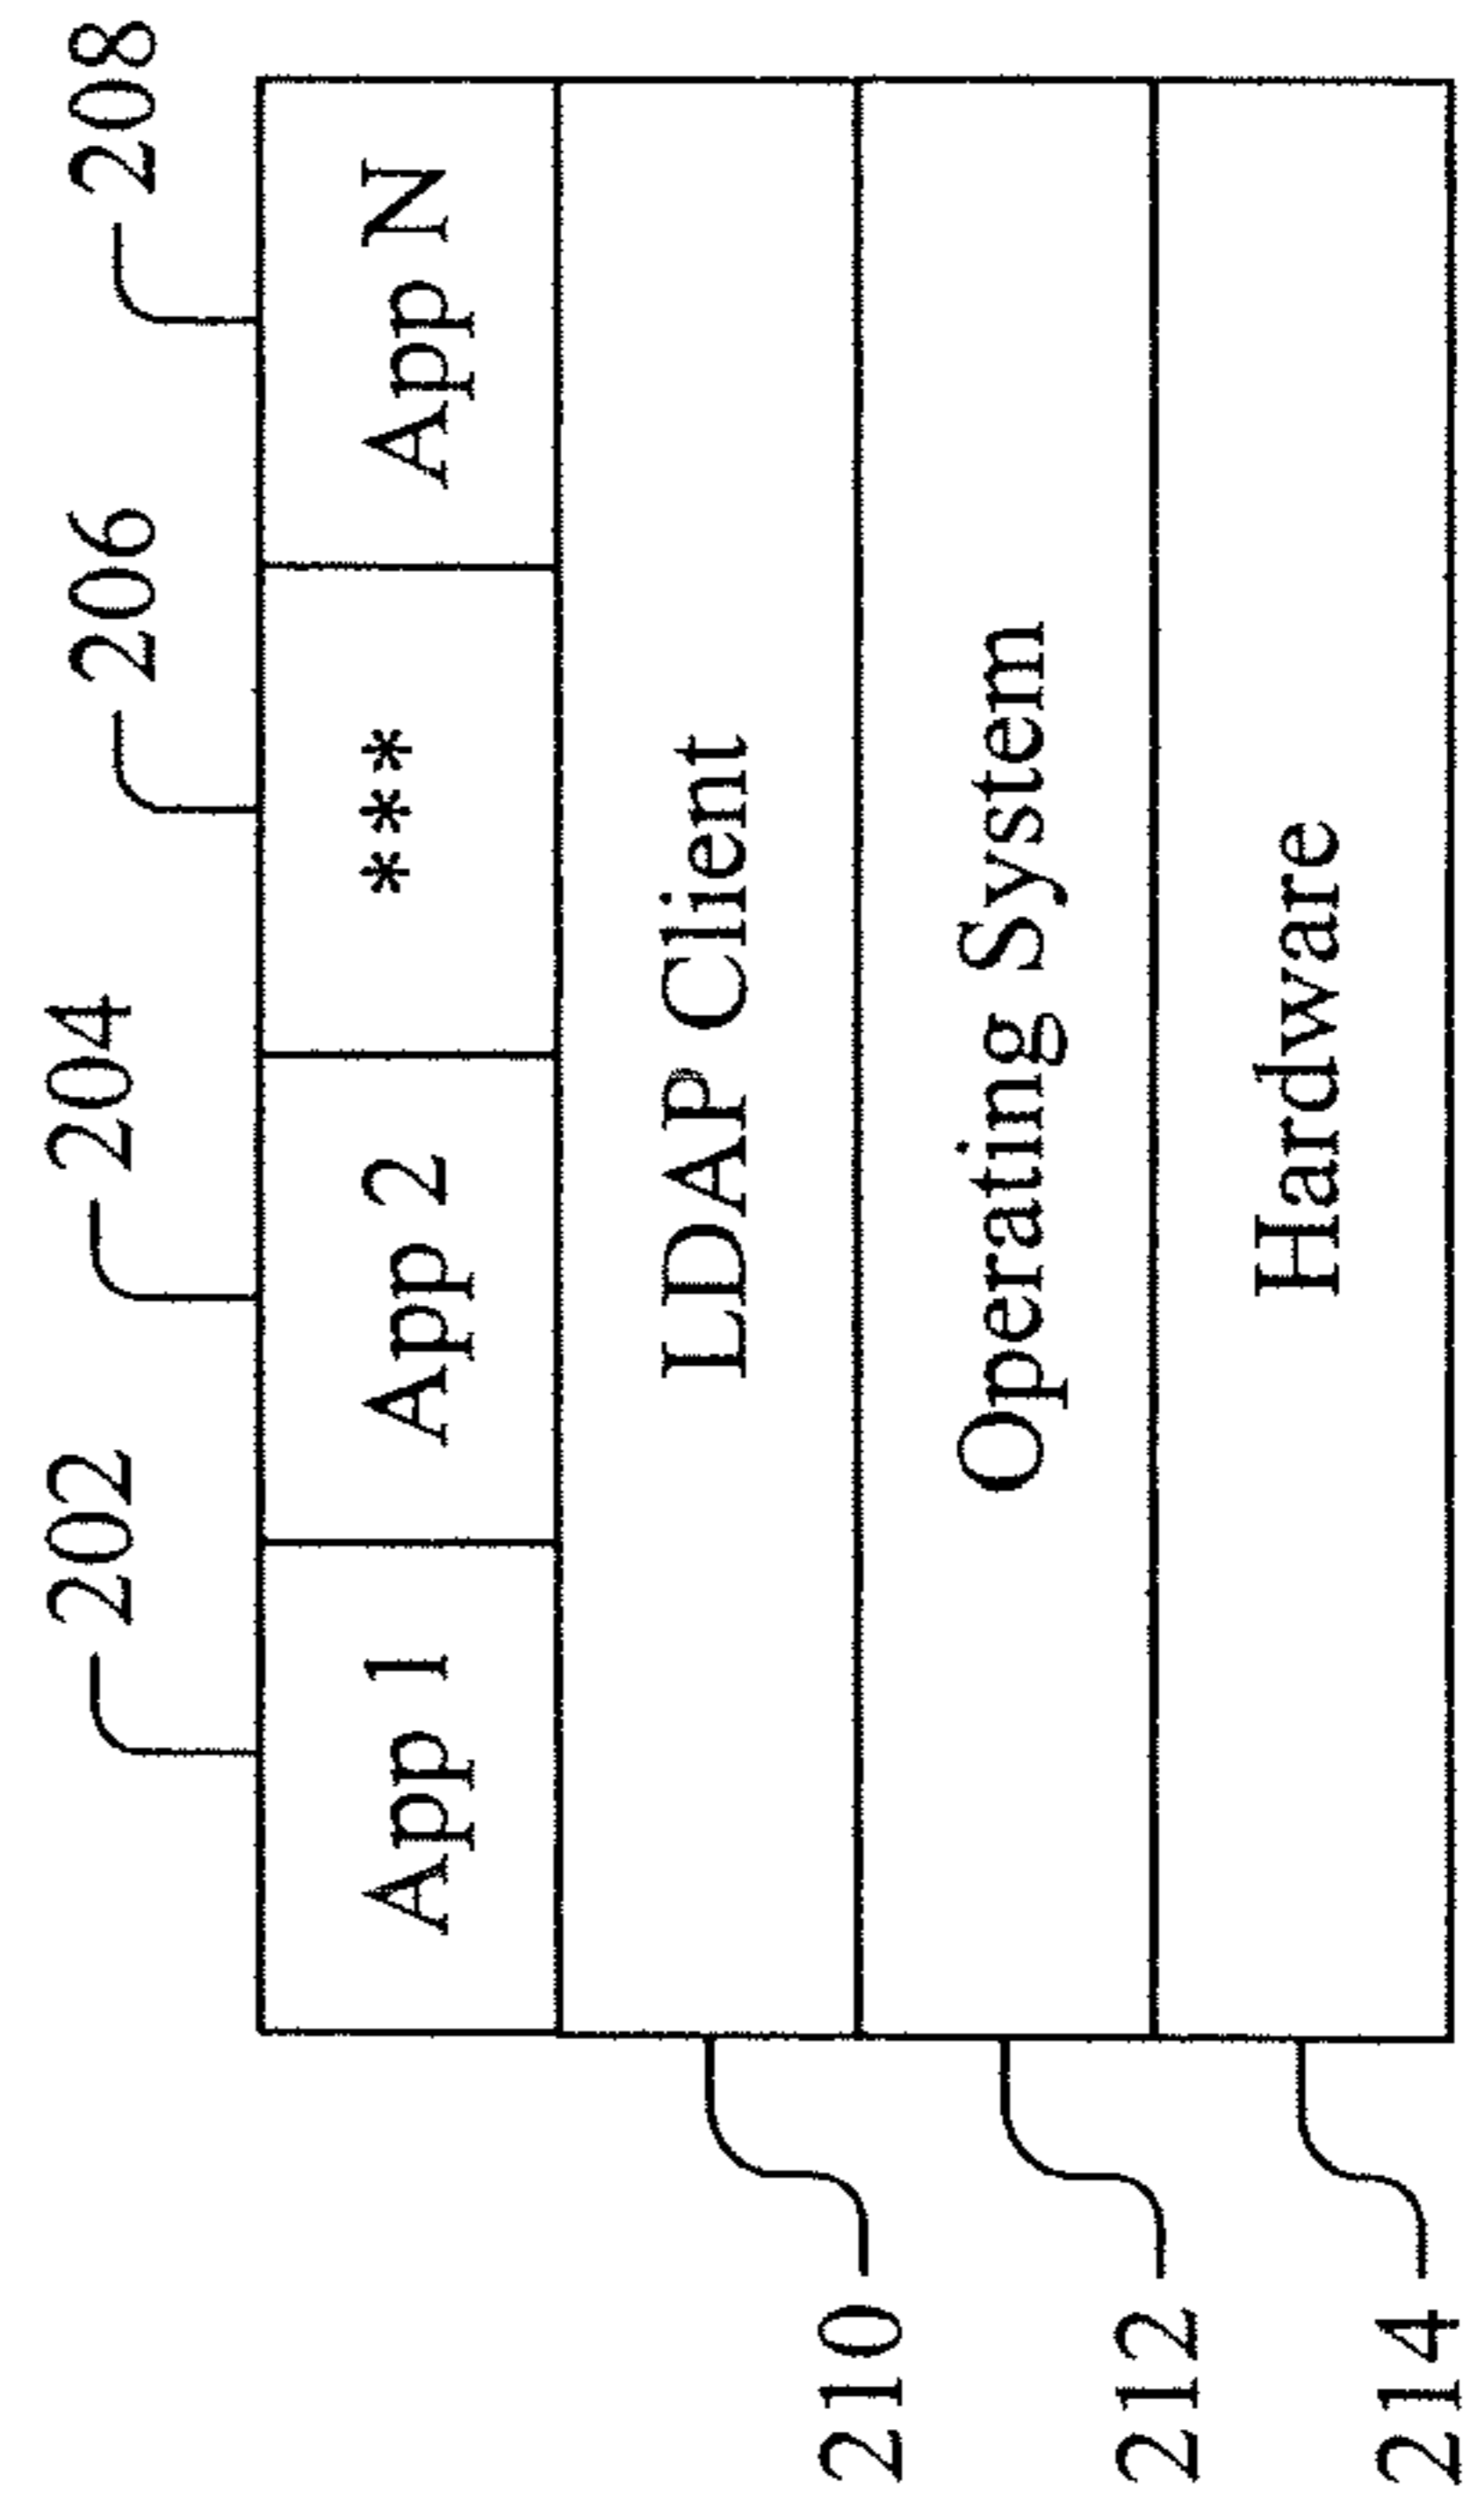 202
204
206
208
App 1
App 2
***
App N
210
LDAP Client
212
Operating System
214
Hardware